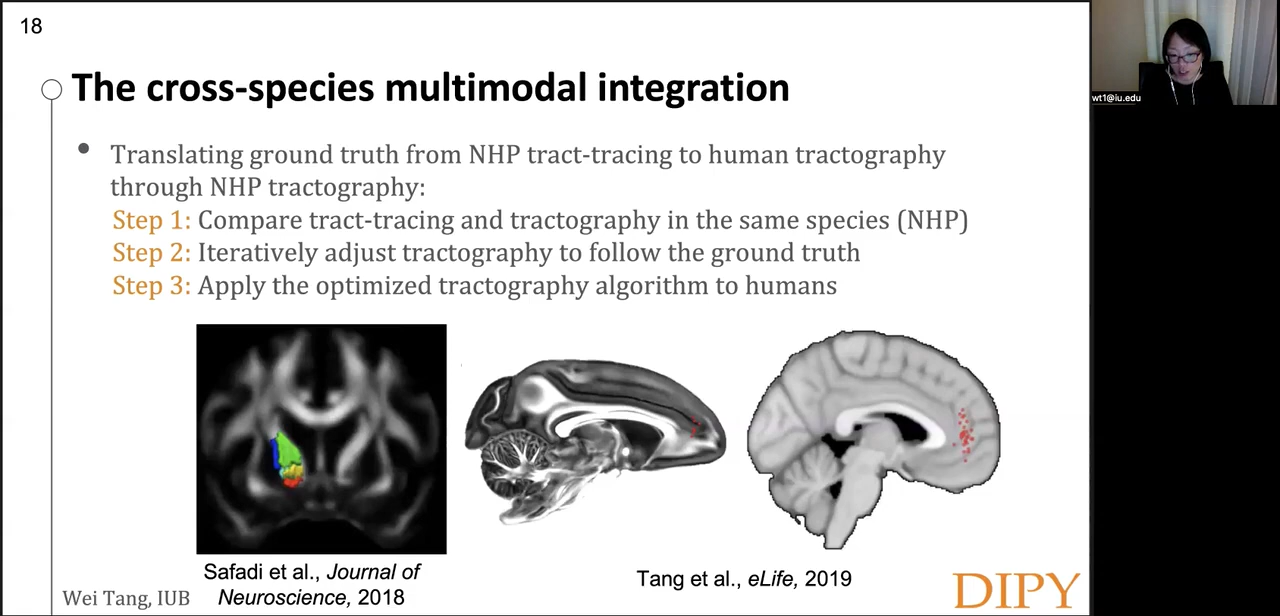 18
The cross-species multimodal integration
• Translating ground truth from NHP tract-tracing to human tractography
through NHP tractography:
Step 1: Compare tract-tracing and tractography in the same species (NHP)
Step 2: Iteratively adjust tractography to follow the ground truth
Step 3: Apply the optimized tractography algorithm to humans
Safadi et al., Journal of
Neuroscience, 2018
Tang et al., eLife, 2019
Wei Tang, IUB
DIPY
wt1@iu.edu